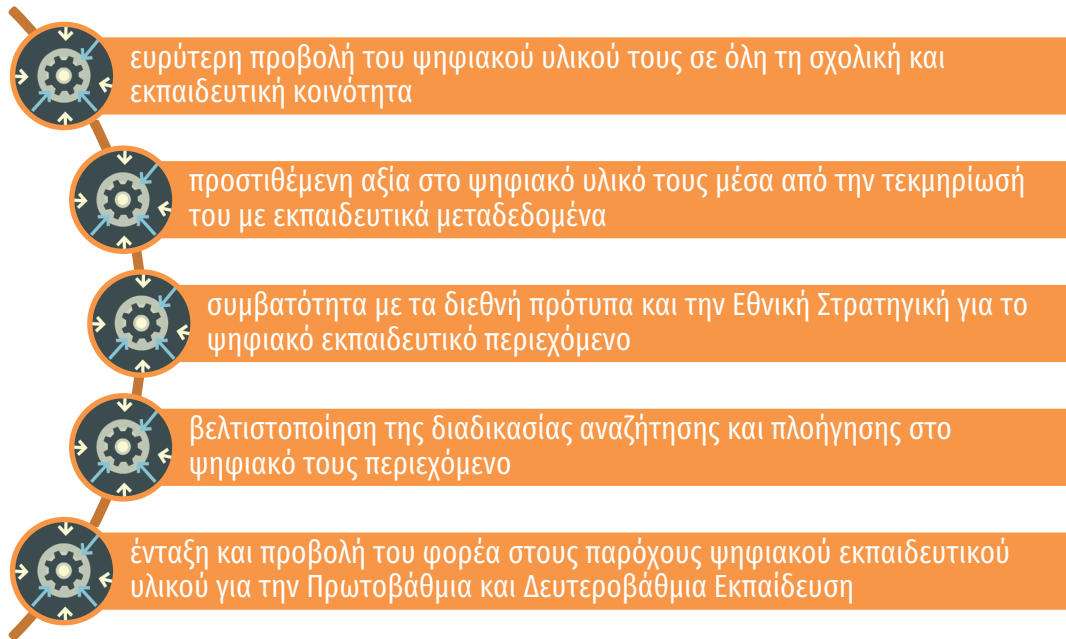 ευρύτερη προβολή του ψηφιακού υλικού τους σε όλη τη σχολική και
εκπαιδευτική κοινότητα
προστιθέμενη αξία στο ψηφιακό υλικό τους μέσα από την τεκμηρίωσή
του με εκπαιδευτικά μεταδεδομένα
συμβατότητα με τα διεθνή πρότυπα και την Εθνική Στρατηγική για το
ψηφιακό εκπαιδευτικό περιεχόμενο
βελτιστοποίηση της διαδικασίας αναζήτησης και πλοήγησης στο
ψηφιακό τους περιεχόμενο
ένταξη και προβολή του φορέα στους παρόχους ψηφιακού εκπαιδευτικού
υλικού για την Πρωτοβάθμια και Δευτεροβάθμια Εκπαίδευση